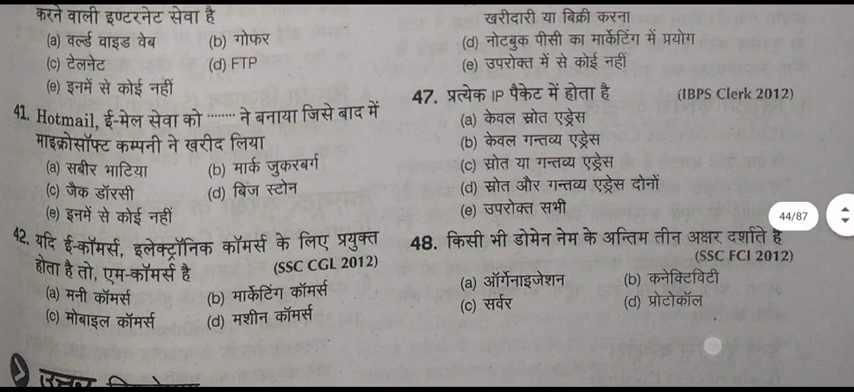 करने वाली इण्टरनेट सेवा है
(a) वर्ल्ड वाइड वेब (b) गोफर
(c) टेलनेट (d) FTP
(e) इनमें से कोई नहीं
41. Hotmail, ई-मेल सेवा को ········ ने बनाया जिसे बाद में
माइक्रोसॉफ्ट कम्पनी ने खरीद लिया
(a) सबीर भाटिया (b) मार्क जुकरबर्ग
(c) जैक डॉरसी (d) बिज स्टोन
(e) इनमें से कोई नहीं
42. यदि ई-कॉमर्स, इलेक्ट्रॉनिक कॉमर्स के लिए प्रयुक्त
होता है तो, एम-कॉमर्स है (SSC CGL 2012)
(a) मनी कॉमर्स (b) मार्केटिंग कॉमर्स
(c) मोबाइल कॉमर्स (d) मशीन कॉमर्स
खरीदारी या बिक्री करना
(d) नोटबुक पीसी का मार्केटिंग में प्रयोग
(e) उपरोक्त में से कोई नहीं
47. प्रत्येक IP पैकेट में होता है (IBPS Clerk 2012)
(a) केवल स्रोत एड्रेस
(b) केवल गन्तव्य एड्रेस
(c) स्रोत या गन्तव्य एड्रेस
(d) स्रोत और गन्तव्य एड्रेस दोनों
(e) उपरोक्त सभी
44/87
48. किसी भी डोमेन नेम के अन्तिम तीन अक्षर दर्शाते हैं
(SSC FCI 2012)
(a) ऑर्गेनाइजेशन (b) कनेक्टिविटी
(c) सर्वर (d) प्रोटोकॉल